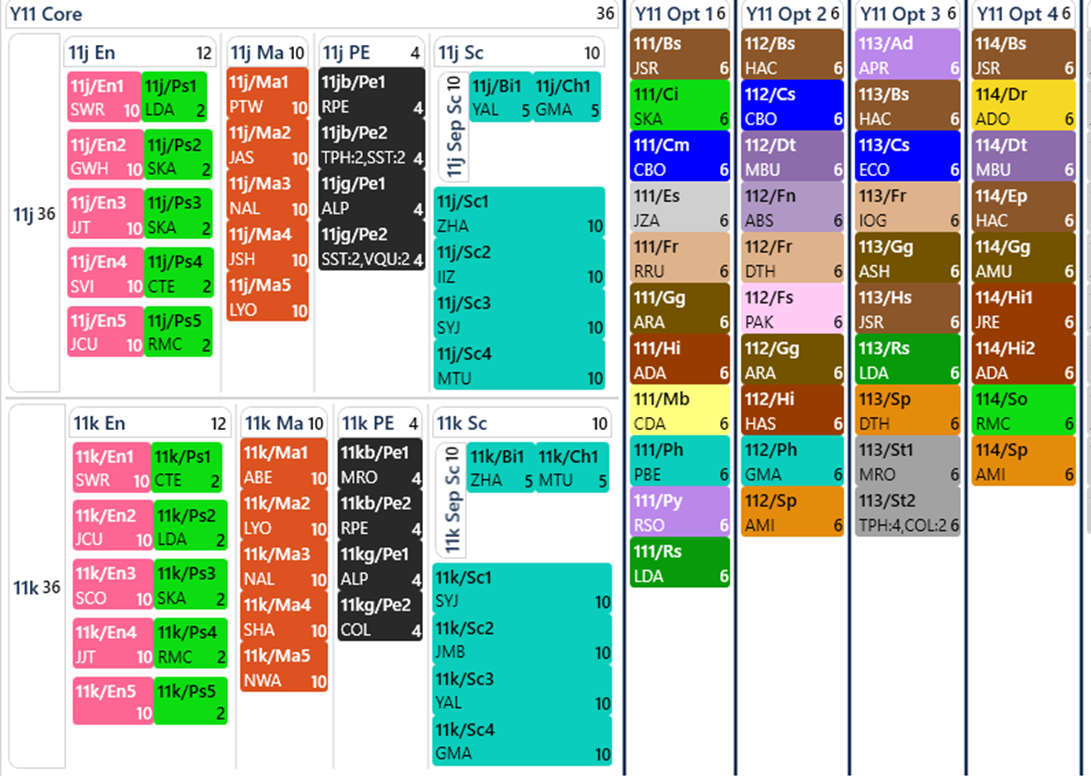 Y11 Core 36
11j 36
11j En 12
11j/En1 11j/Ps1
SWR 10 LDA 2
11j/En2 11j/Ps2
GWH 10 SKA 2
11j/En3 11j/Ps3
JJT 10 SKA 2
11j/En4 11j/Ps4
SVI 10 CTE 2
11j/En5 11j/Ps5
JCU 10 RMC 2
11j Ma 10
11j/Ma1
PTW 10
11j/Ma2
JAS 10
11j/Ma3
NAL 10
11j/Ma4
JSH 10
11j/Ma5
LYO 10
11j PE 4
11jb/Pe1
RPE 4
11jb/Pe2
TPH:2,SST:2 4
11jg/Pe1
ALP 4
11jg/Pe2
SST:2,VQU:2 4
11j Sc 10
11j Sep Sc 10
11j/Bi1 11j/Ch1
YAL 5 GMA 5
11j/Sc1
ZHA 10
11j/Sc2
IIZ 10
11j/Sc3
SYJ 10
11j/Sc4
MTU 10
11k 36
11k En 12
11k/En1 11k/Ps1
SWR 10 CTE 2
11k/En2 11k/Ps2
JCU 10 LDA 2
11k/En3 11k/Ps3
SCO 10 SKA 2
11k/En4 11k/Ps4
JJT 10 RMC 2
11k/En5 11k/Ps5
10 2
11k Ma 10
11k/Ma1
ABE 10
11k/Ma2
LYO 10
11k/Ma3
NAL 10
11k/Ma4
SHA 10
11k/Ma5
NWA 10
11k PE 4
11kb/Pe1
MRO 4
11kb/Pe2
RPE 4
11kg/Pe1
ALP 4
11kg/Pe2
COL 4
11k Sc 10
11k Sep Sc 10
11k/Bi1 11k/Ch1
ZHA 5 MTU 5
11k/Sc1
SYJ 10
11k/Sc2
JMB 10
11k/Sc3
YAL 10
11k/Sc4
GMA 10
Y11 Opt 1 6
111/Bs
JSR 6
111/Ci
SKA 6
111/Cm
CBO 6
111/Es
JZA 6
111/Fr
RRU 6
111/Gg
ARA 6
111/Hi
ADA 6
111/Mb
CDA 6
111/Ph
PBE 6
111/Py
RSO 6
111/Rs
LDA 6
Y11 Opt 2 6
112/Bs
HAC 6
112/Cs
CBO 6
112/Dt
MBU 6
112/Fn
ABS 6
112/Fr
DTH 6
112/Fs
PAK 6
112/Gg
ARA 6
112/Hi
HAS 6
112/Ph
GMA 6
112/Sp
AMI 6
Y11 Opt 3 6
113/Ad
APR 6
113/Bs
HAC 6
113/Cs
ECO 6
113/Fr
IOG 6
113/Gg
ASH 6
113/Hs
JSR 6
113/Rs
LDA 6
113/Sp
DTH 6
113/St1
MRO 6
113/St2
TPH:4,COL:2 6
Y11 Opt 4 6
114/Bs
JSR 6
114/Dr
ADO 6
114/Dt
MBU 6
114/Ep
HAC 6
114/Gg
AMU 6
114/Hi1
JRE 6
114/Hi2
ADA 6
114/So
RMC 6
114/Sp
AMI 6